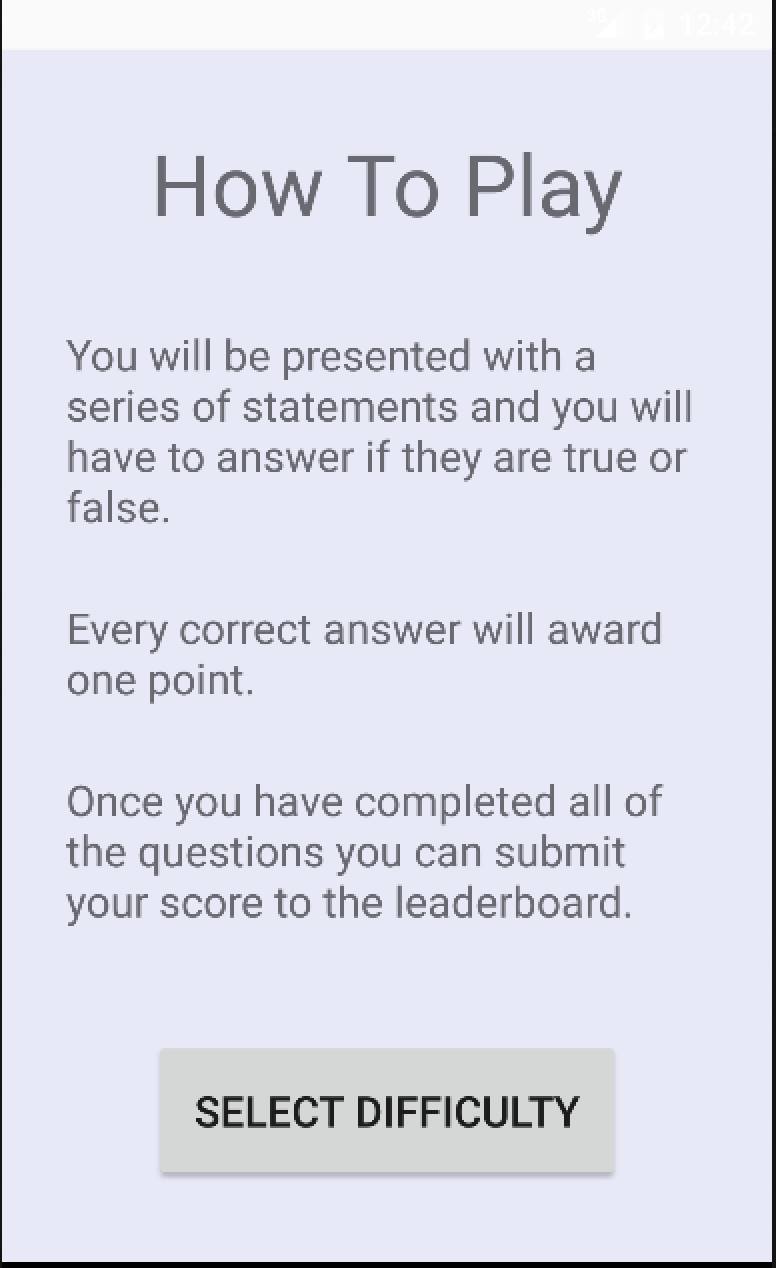 3G 12:42
How To Play
You will be presented with a
series of statements and you will
have to answer if they are true or
false.
Every correct answer will award
one point.
Once you have completed all of
the questions you can submit
your score to the leaderboard.
SELECT DIFFICULTY